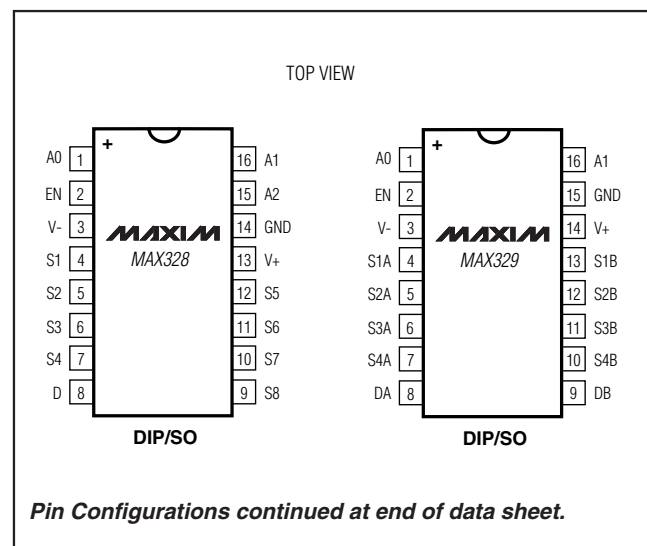 TOP VIEW
A0 1 + 16 A1
EN 2 15 A2
V- 3 MAXIM 14 GND
S1 4 MAX328 13 V+
S2 5 12 S5
S3 6 11 S6
S4 7 10 S7
D 8 9 S8
DIP/SO
A0 1 + 16 A1
EN 2 15 GND
V- 3 MAXIM 14 V+
S1A 4 MAX329 13 S1B
S2A 5 12 S2B
S3A 6 11 S3B
S4A 7 10 S4B
DA 8 9 DB
DIP/SO
Pin Configurations continued at end of data sheet.